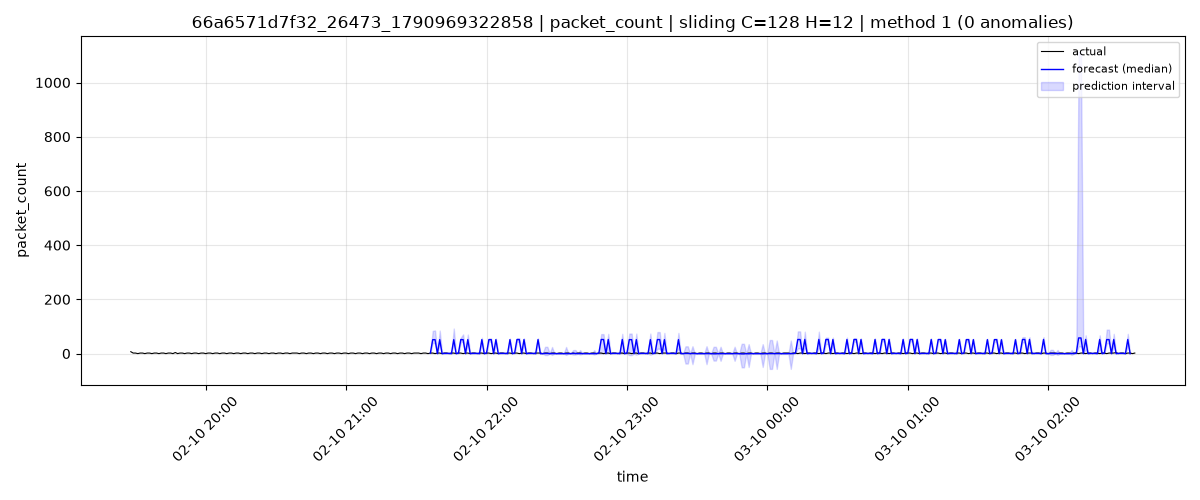 66a6571d7f32_26473_1790969322858 | packet_count | sliding C=128 H=12 | method 1 (0 anomalies)
actual
forecast (median)
prediction interval
packet_count
1000
800
600
400
200
0
02-10 20:00
02-10 21:00
02-10 22:00
02-10 23:00
03-10 00:00
03-10 01:00
03-10 02:00
time